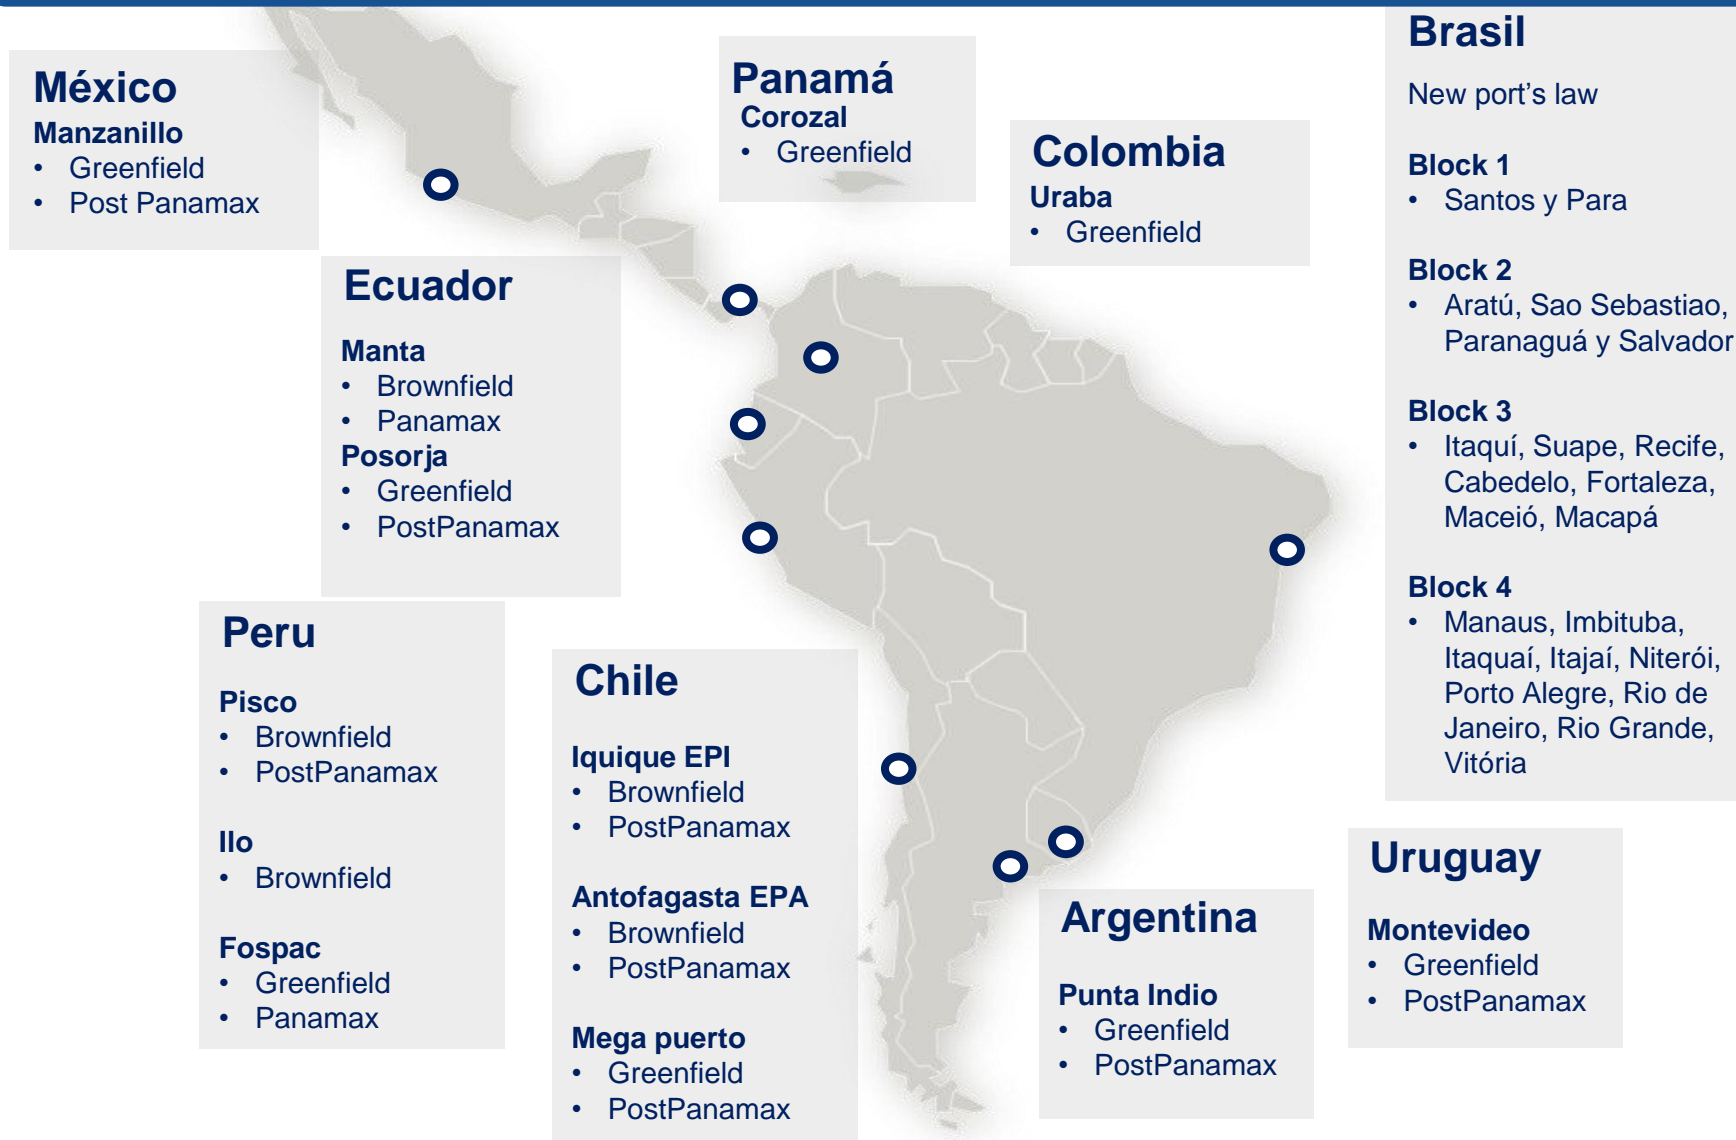 México
Manzanillo
• Greenfield
• Post Panamax
Panamá
Corozal
• Greenfield
Colombia
Uraba
• Greenfield
Ecuador
Manta
• Brownfield
• Panamax
Posorja
• Greenfield
• PostPanamax
Peru
Pisco
• Brownfield
• PostPanamax
Ilo
• Brownfield
Fospac
• Greenfield
• Panamax
Chile
Iquique EPI
• Brownfield
• PostPanamax
Antofagasta EPA
• Brownfield
• PostPanamax
Mega puerto
• Greenfield
• PostPanamax
Argentina
Punta Indio
• Greenfield
• PostPanamax
Brasil
New port's law
Block 1
• Santos y Para
Block 2
• Aratú, Sao Sebastiao,
Paranaguá y Salvador
Block 3
• Itaquí, Suape, Recife,
Cabedelo, Fortaleza,
Maceió, Macapá
Block 4
• Manaus, Imbituba,
Itaquaí, Itajaí, Niterói,
Porto Alegre, Rio de
Janeiro, Rio Grande,
Vitória
Uruguay
Montevideo
• Greenfield
• PostPanamax